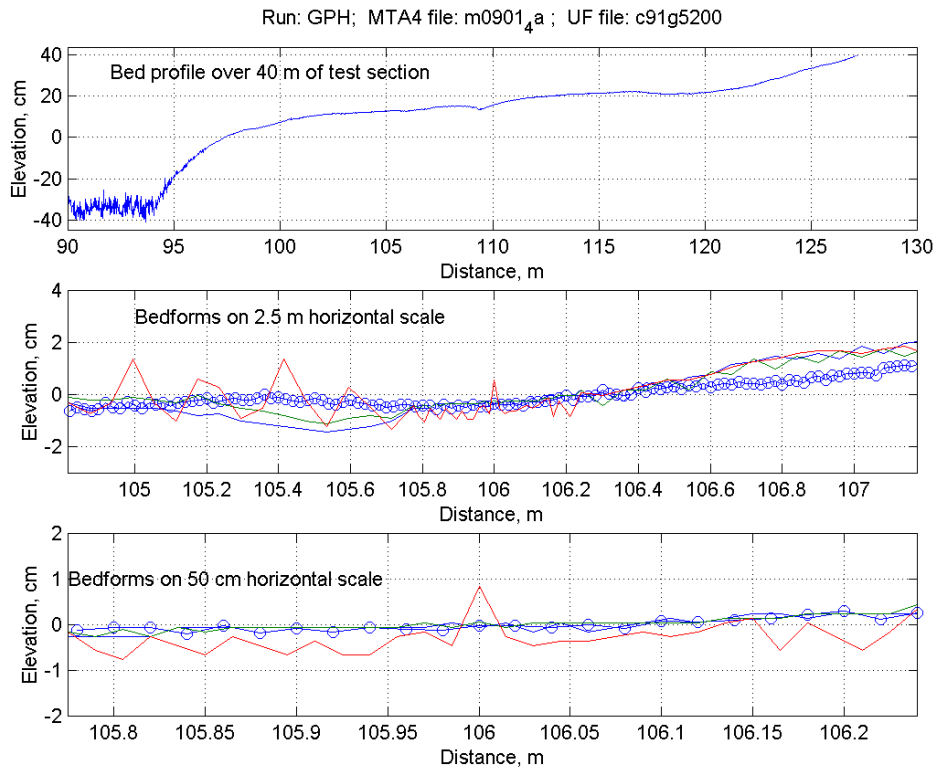 Run: GPH;  MTA4 file: m0901₄a ;  UF file: c91g5200
Bed profile over 40 m of test section
Elevation, cm
40
20
0
-20
-40
90 95 100 105 110 115 120 125 130
Distance, m
Bedforms on 2.5 m horizontal scale
Elevation, cm
4
2
0
-2
105 105.2 105.4 105.6 105.8 106 106.2 106.4 106.6 106.8 107
Distance, m
Bedforms on 50 cm horizontal scale
Elevation, cm
2
1
0
-1
-2
105.8 105.85 105.9 105.95 106 106.05 106.1 106.15 106.2
Distance, m